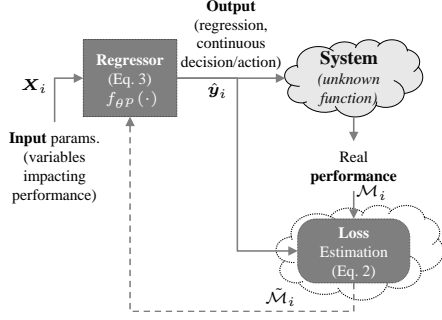 Output
(regression,
continuous
decision/action)
ŷ_i
Regressor
(Eq. 3)
f_{θ^P}(·)
X_i
Input params.
(variables
impacting
performance)
System
(unknown
function)
Real
performance
ℳ_i
Loss
Estimation
(Eq. 2)
ℳ̃_i